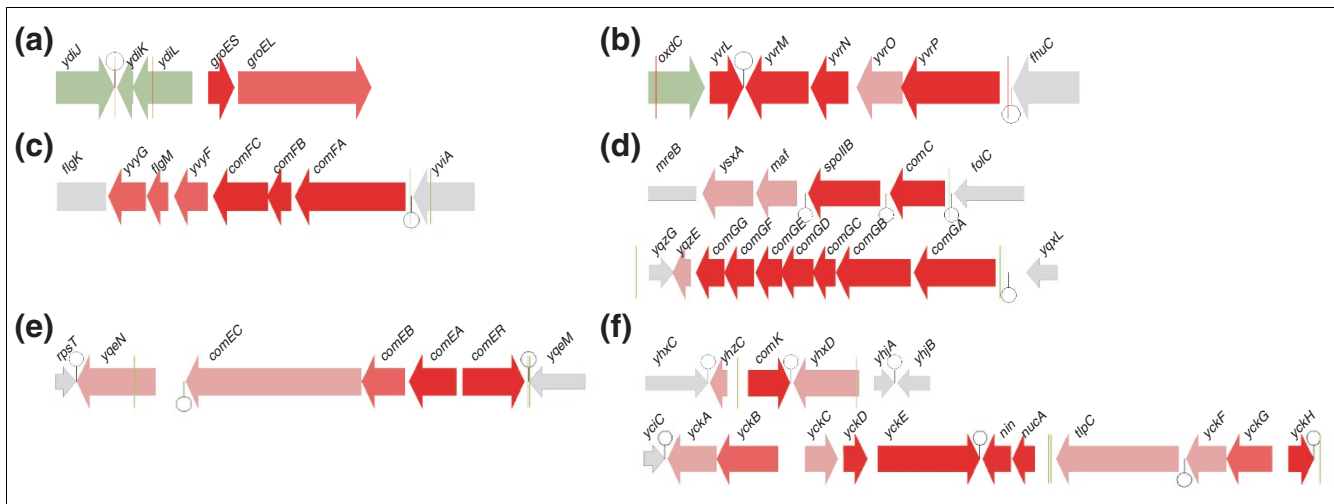 (a) ydiJ ydiK ydiL groES groEL
(b) oxdC yvrL yvrM yvrN yvrO yvrP fhuC
(c) flgK yvyG flgM yvyF comFC comFB comFA yviA
(d) mreB ysxA maf spoIIB comC folC
yqzG yqzE comGG comGF comGE comGD comGC comGB comGA yqxL
(e) rpsT yqeN comEC comEB comEA comER yqeM
(f) yhxC yhzC comK yhxD yhjA yhjB
yciC yckA yckB yckC yckD yckE nin nucA tlpC yckF yckG yckH